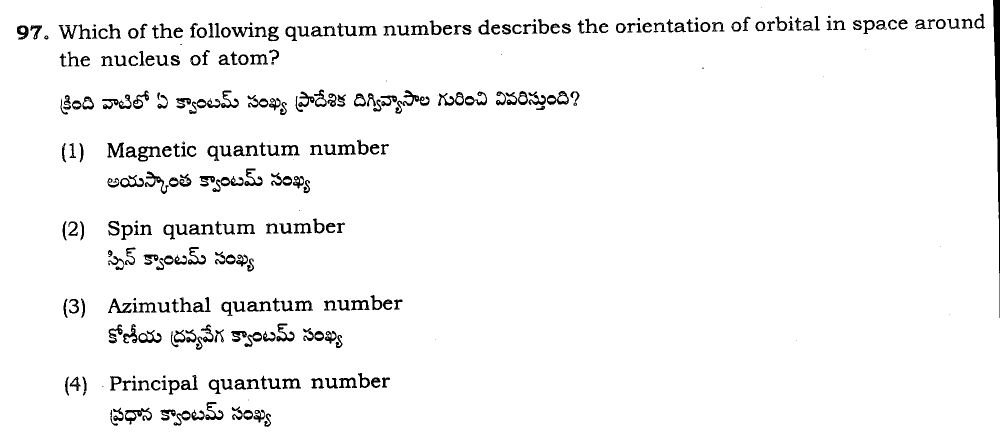 97. Which of the following quantum numbers describes the orientation of orbital in space around
the nucleus of atom?
క్రింది వాటిలో ఏ క్వాంటమ్ సంఖ్య ప్రాదేశిక దిగ్విన్యాసాల గురించి వివరిస్తుంది?
(1) Magnetic quantum number
అయస్కాంత క్వాంటమ్ సంఖ్య
(2) Spin quantum number
స్పిన్ క్వాంటమ్ సంఖ్య
(3) Azimuthal quantum number
కోణీయ ద్రవ్యవేగ క్వాంటమ్ సంఖ్య
(4) Principal quantum number
ప్రధాన క్వాంటమ్ సంఖ్య